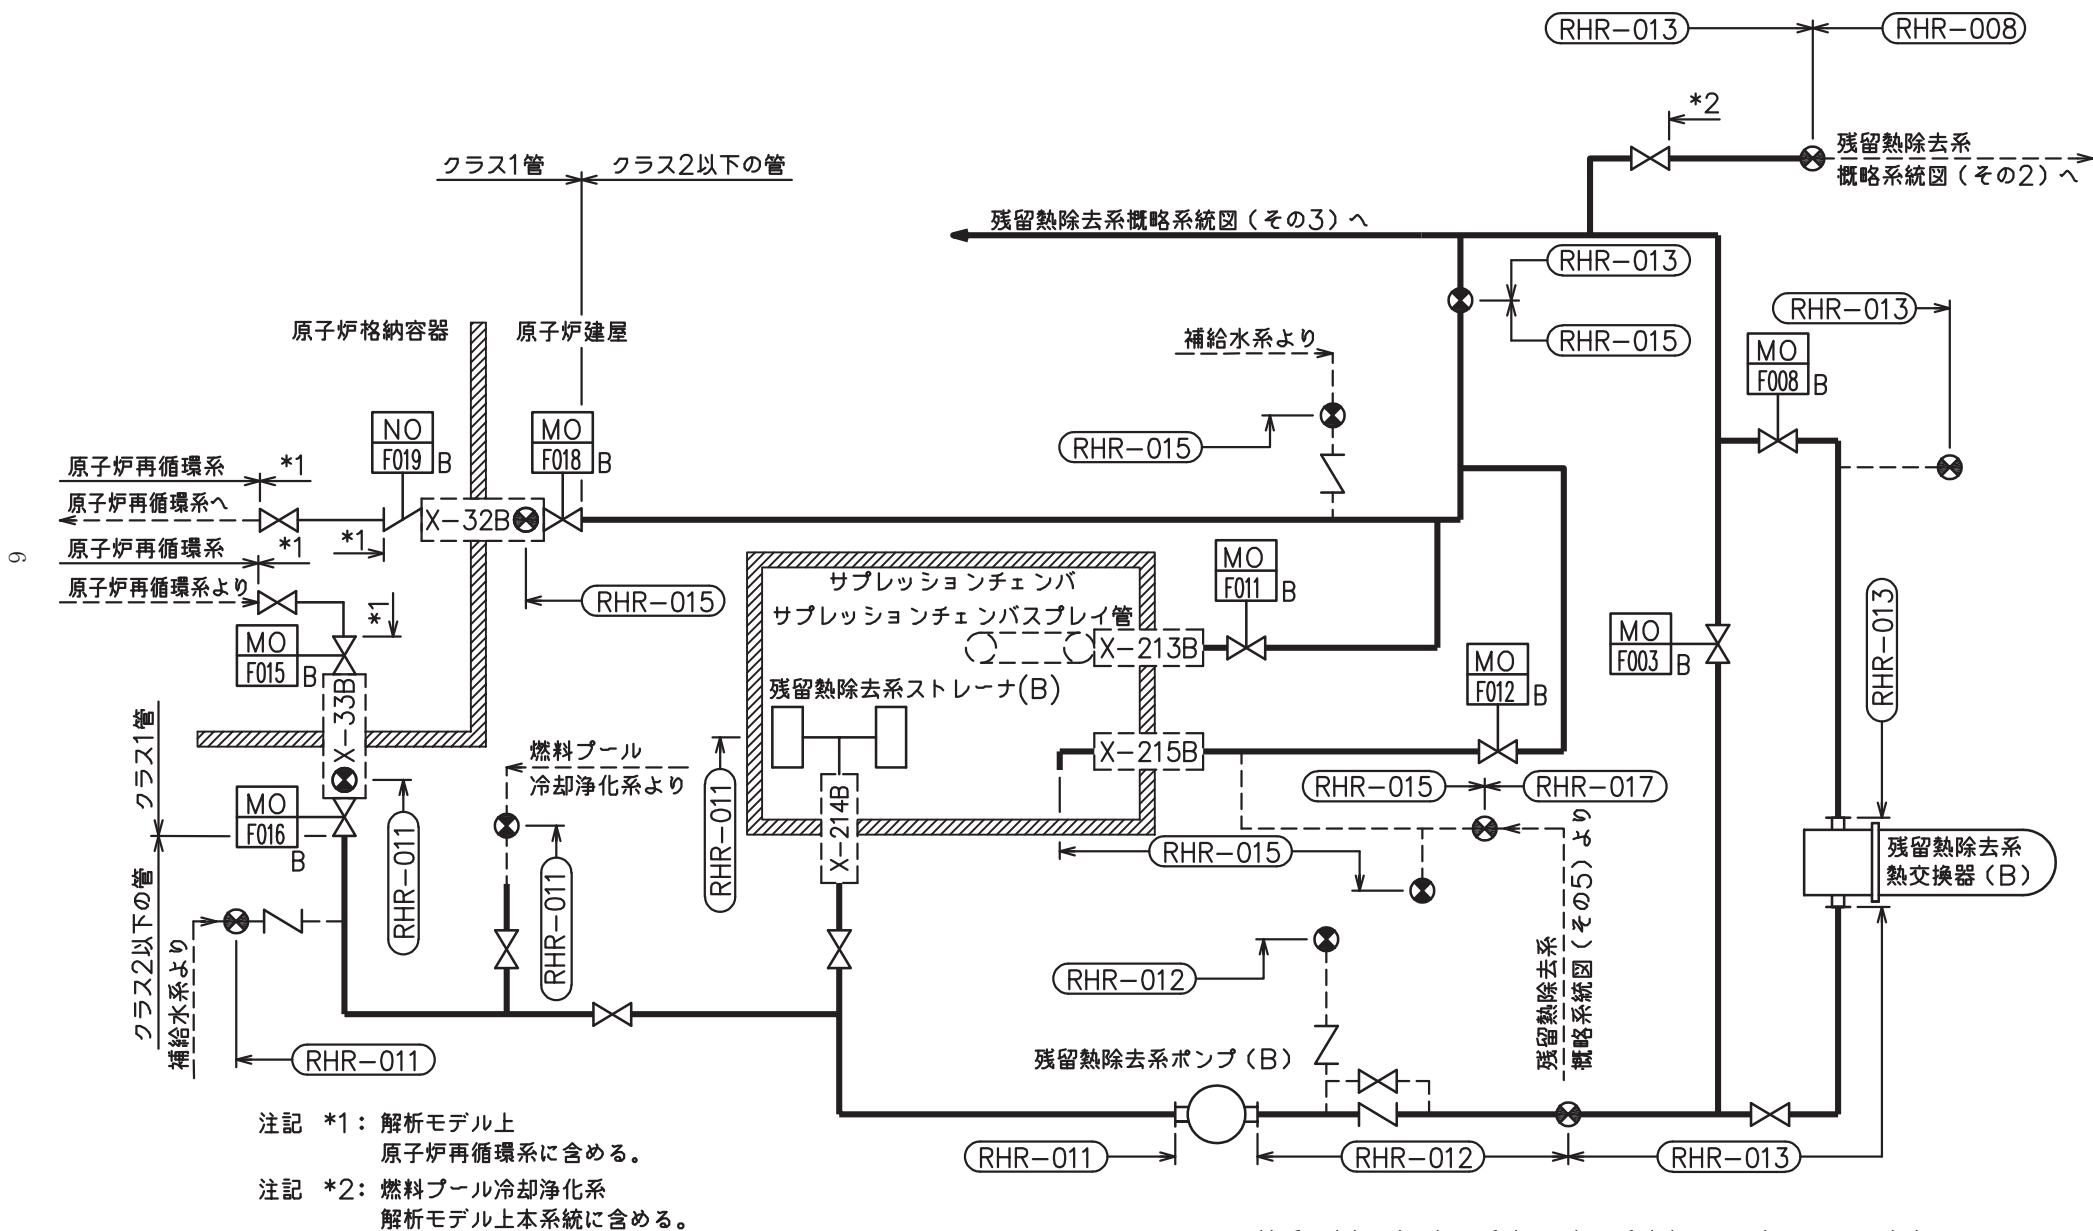 RHR-013
RHR-008
*2
残留熱除去系
概略系統図(その2)へ
クラス1管
クラス2以下の管
残留熱除去系概略系統図(その3)へ
RHR-013
RHR-015
RHR-013
原子炉格納容器
原子炉建屋
補給水系より
MO
F008
B
NO
F019
B
MO
F018
B
RHR-015
原子炉再循環系
*1
原子炉再循環系へ
X-32B
*1
原子炉再循環系
*1
原子炉再循環系より
*1
RHR-015
サプレッションチェンバ
サプレッションチェンバスプレイ管
MO
F011
B
X-213B
MO
F003
B
RHR-013
MO
F015
B
X-33B
残留熱除去系ストレーナ(B)
MO
F012
B
X-215B
クラス1管
クラス2以下の管
燃料プール
冷却浄化系より
RHR-011
X-214B
RHR-015
RHR-017
MO
F016
B
RHR-011
RHR-011
RHR-015
残留熱除去系
熱交換器(B)
補給水系より
RHR-011
RHR-012
残留熱除去系
概略系統図(その5)より
残留熱除去系ポンプ(B)
RHR-011
RHR-012
RHR-013
注記 *1: 解析モデル上
原子炉再循環系に含める。
注記 *2: 燃料プール冷却浄化系
解析モデル上本系統に含める。